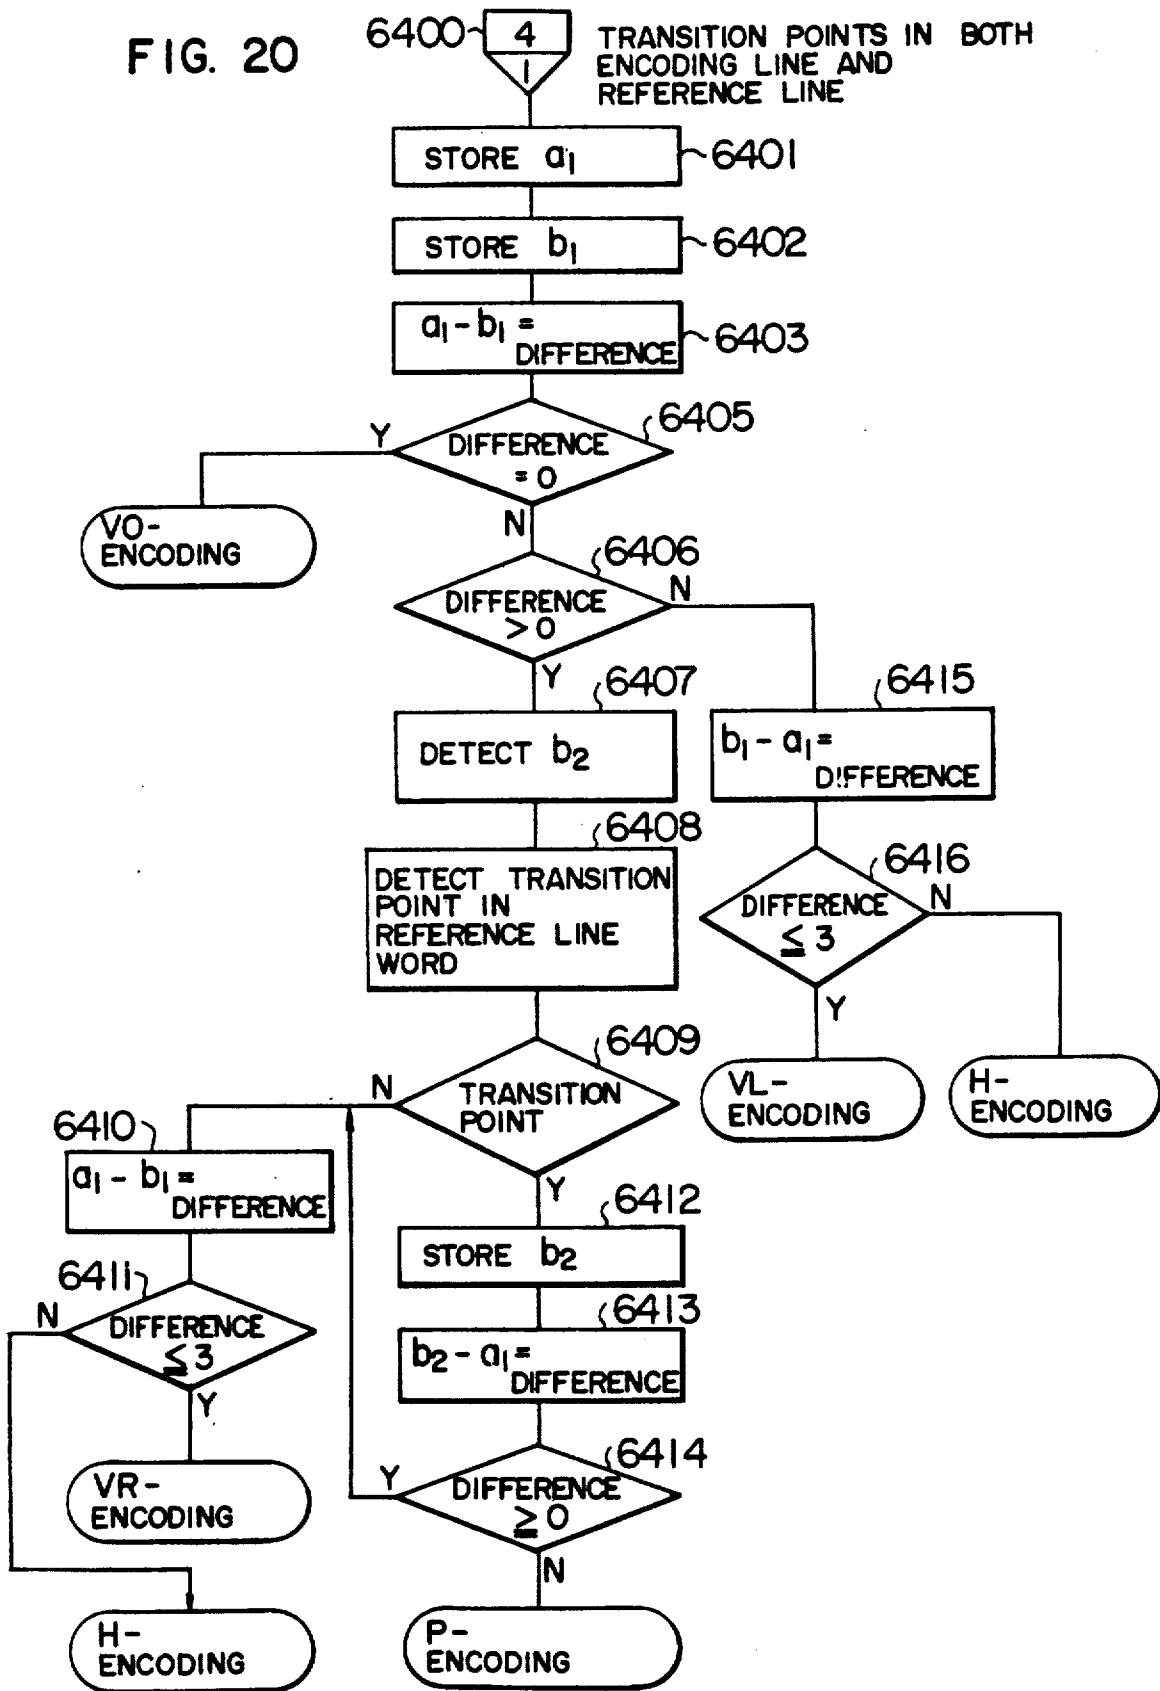 FIG. 20
6400
4
1
TRANSITION POINTS IN BOTH
ENCODING LINE AND
REFERENCE LINE
STORE a₁
6401
STORE b₁
6402
a₁ - b₁ =
DIFFERENCE
6403
6405
Y
DIFFERENCE
= 0
N
VO-
ENCODING
6406
DIFFERENCE
> 0
N
Y
6407
DETECT b₂
6415
b₁ - a₁ =
DIFFERENCE
6408
DETECT TRANSITION
POINT IN
REFERENCE LINE
WORD
6416
DIFFERENCE
≤ 3
N
Y
6409
N
TRANSITION
POINT
Y
VL-
ENCODING
H-
ENCODING
6410
a₁ - b₁ =
DIFFERENCE
6412
STORE b₂
6411
N
DIFFERENCE
≤ 3
Y
6413
b₂ - a₁ =
DIFFERENCE
6414
Y
DIFFERENCE
≥ 0
N
VR-
ENCODING
H-
ENCODING
P-
ENCODING